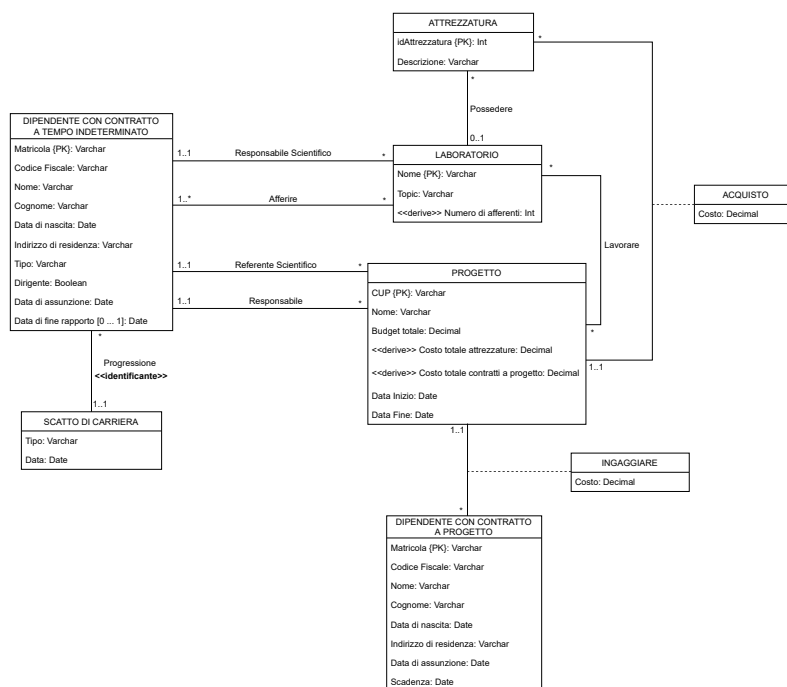 ATTREZZATURA
idAttrezzatura {PK}: Int
Descrizione: Varchar
*
*
Possedere
0..1
DIPENDENTE CON CONTRATTO
A TEMPO INDETERMINATO
Matricola {PK}: Varchar
Codice Fiscale: Varchar
Nome: Varchar
Cognome: Varchar
Data di nascita: Date
Indirizzo di residenza: Varchar
Tipo: Varchar
Dirigente: Boolean
Data di assunzione: Date
Data di fine rapporto [0 ... 1]: Date
1..1
Responsabile Scientifico
*
1..*
Afferire
*
LABORATORIO
Nome {PK}: Varchar
Topic: Varchar
<<derive>> Numero di afferenti: Int
*
Lavorare
*
ACQUISTO
Costo: Decimal
1..1
Referente Scientifico
*
1..1
Responsabile
*
PROGETTO
CUP {PK}: Varchar
Nome: Varchar
Budget totale: Decimal
<<derive>> Costo totale attrezzature: Decimal
<<derive>> Costo totale contratti a progetto: Decimal
Data Inizio: Date
Data Fine: Date
1..1
*
Progressione
<<identificante>>
1..1
SCATTO DI CARRIERA
Tipo: Varchar
Data: Date
1..1
INGAGGIARE
Costo: Decimal
*
DIPENDENTE CON CONTRATTO
A PROGETTO
Matricola {PK}: Varchar
Codice Fiscale: Varchar
Nome: Varchar
Cognome: Varchar
Data di nascita: Date
Indirizzo di residenza: Varchar
Data di assunzione: Date
Scadenza: Date